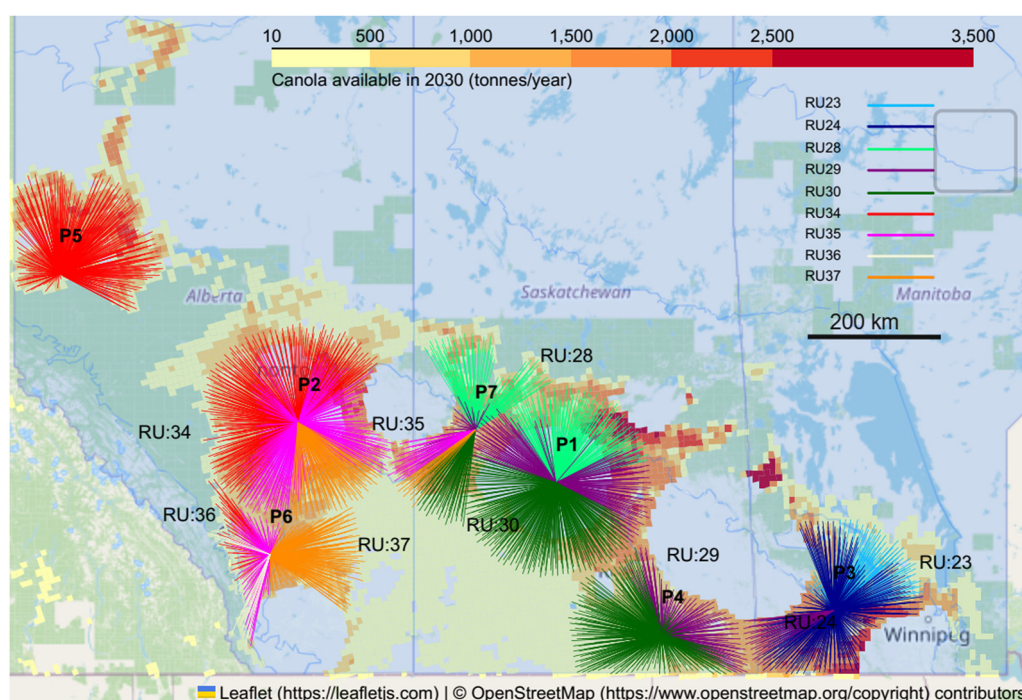 10 500 1,000 1,500 2,000 2,500 3,500
Canola available in 2030 (tonnes/year)
RU23
RU24
RU28
RU29
RU30
RU34
RU35
RU36
RU37
P5
Alberta
Saskatchewan
Manitoba
200 km
RU:28
P2
P7
RU:35
RU:34
P1
RU:36
P6
RU:30
RU:37
RU:29
RU:23
P3
P4
RU:24
Winnipeg
Leaflet (https://leafletjs.com) | © OpenStreetMap (https://www.openstreetmap.org/copyright) contributors